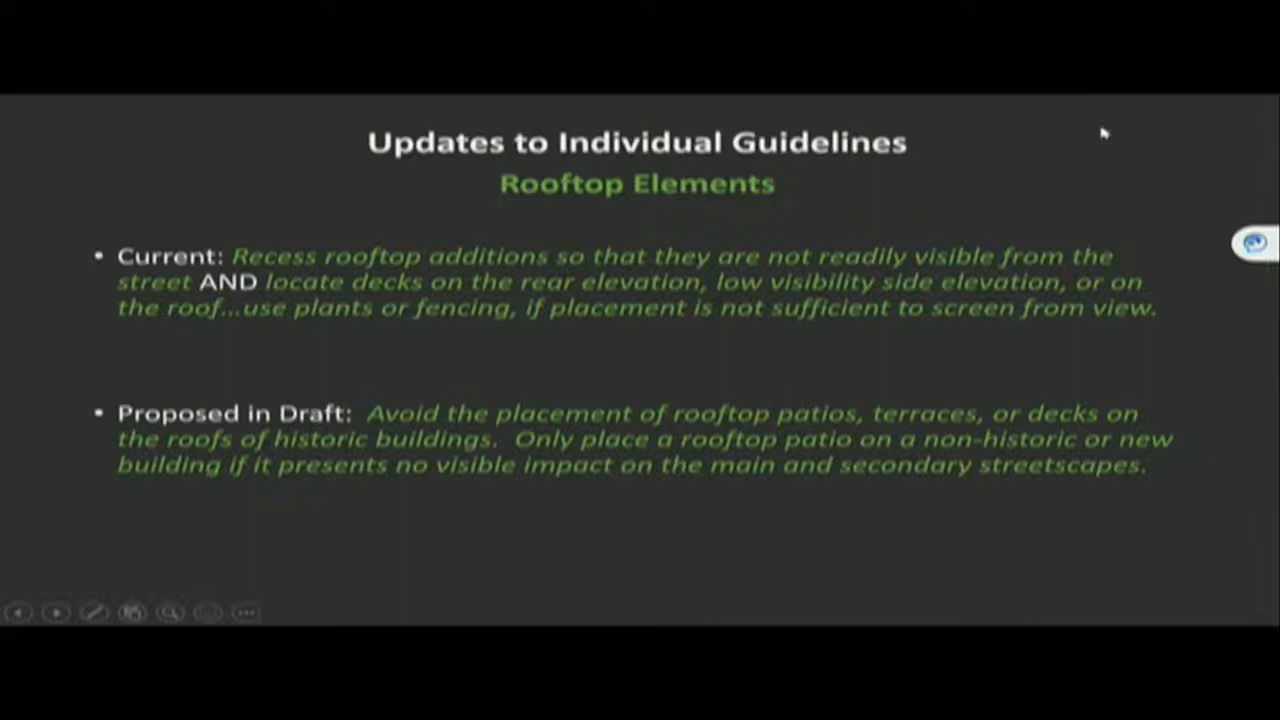 Updates to Individual Guidelines
Rooftop Elements
• Current: Recess rooftop additions so that they are not readily visible from the
street AND locate decks on the rear elevation, low visibility side elevation, or on
the roof...use plants or fencing, if placement is not sufficient to screen from view.
• Proposed in Draft: Avoid the placement of rooftop patios, terraces, or decks on
the roofs of historic buildings. Only place a rooftop patio on a non-historic or new
building if it presents no visible impact on the main and secondary streetscapes.